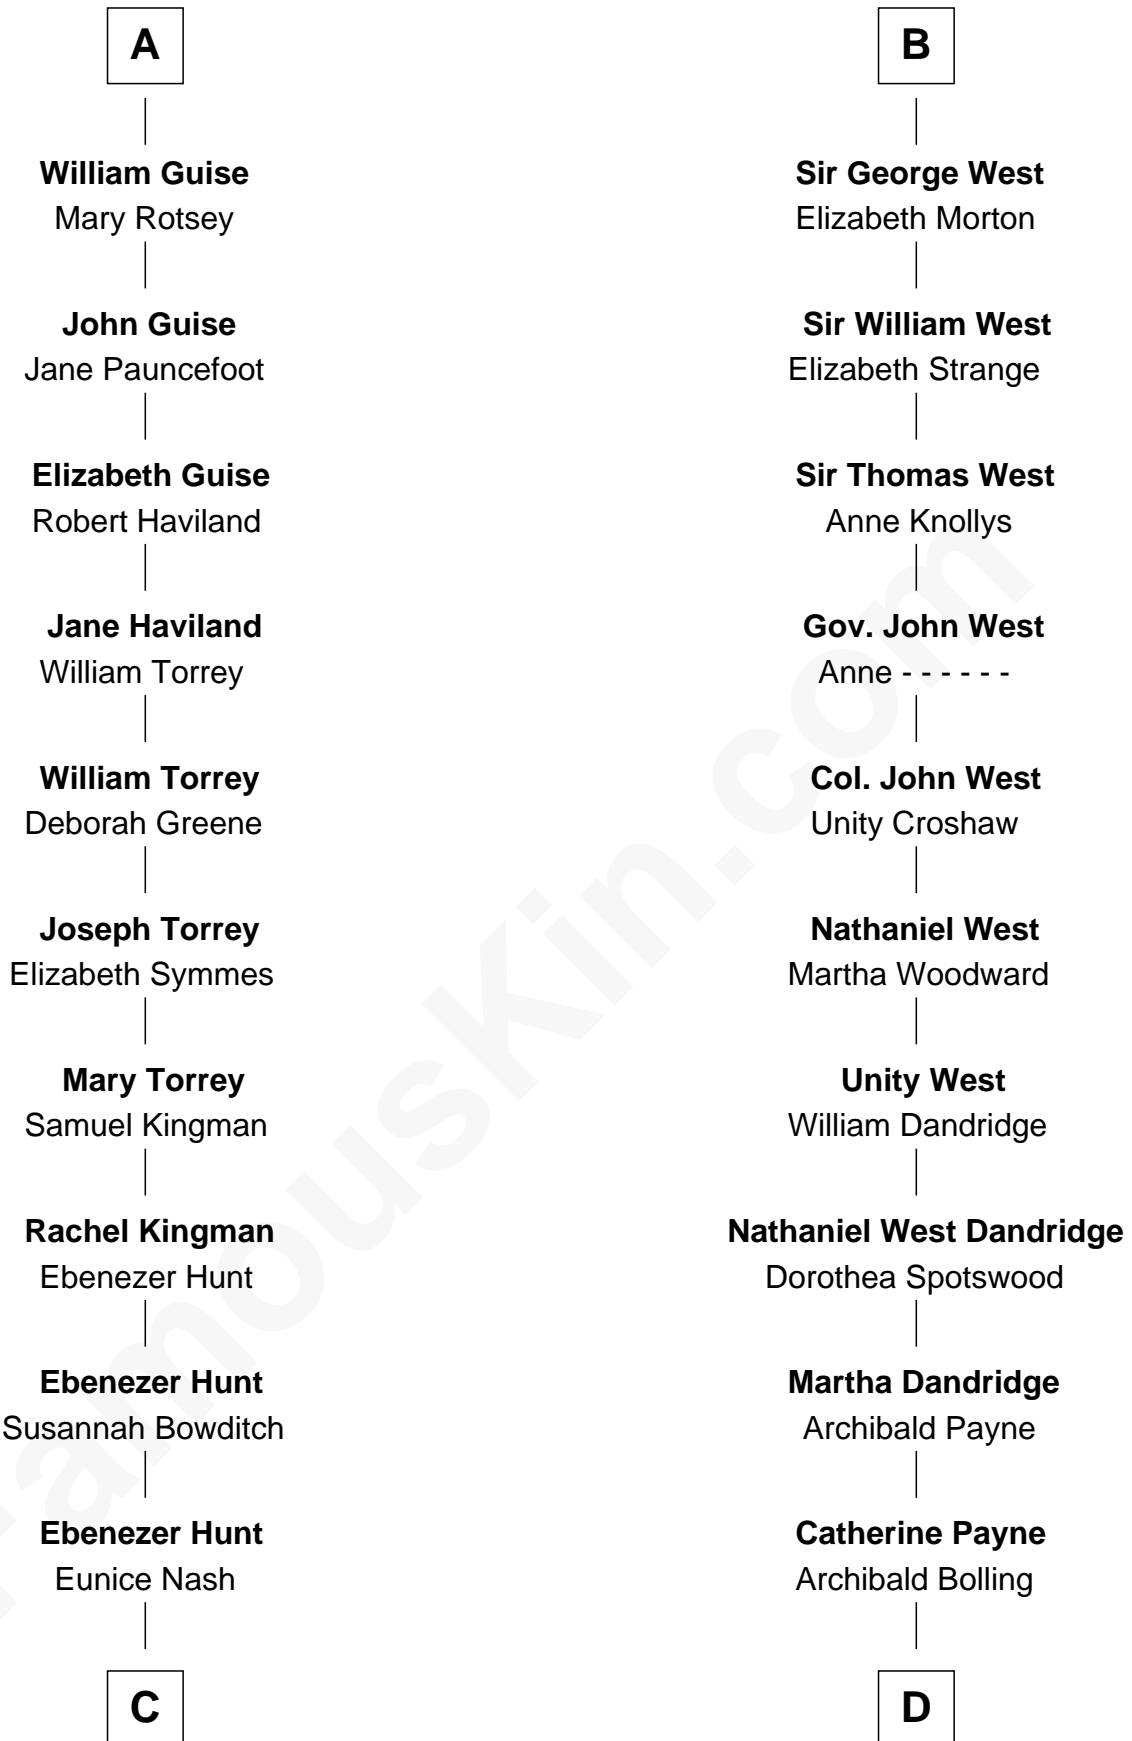 A
William Guise
Mary Rotsey
John Guise
Jane Pauncefoot
Elizabeth Guise
Robert Haviland
Jane Haviland
William Torrey
William Torrey
Deborah Greene
Joseph Torrey
Elizabeth Symmes
Mary Torrey
Samuel Kingman
Rachel Kingman
Ebenezer Hunt
Ebenezer Hunt
Susannah Bowditch
Ebenezer Hunt
Eunice Nash
C
B
Sir George West
Elizabeth Morton
Sir William West
Elizabeth Strange
Sir Thomas West
Anne Knollys
Gov. John West
Anne - - - - - -
Col. John West
Unity Croshaw
Nathaniel West
Martha Woodward
Unity West
William Dandridge
Nathaniel West Dandridge
Dorothea Spotswood
Martha Dandridge
Archibald Payne
Catherine Payne
Archibald Bolling
D
FamousKin.com